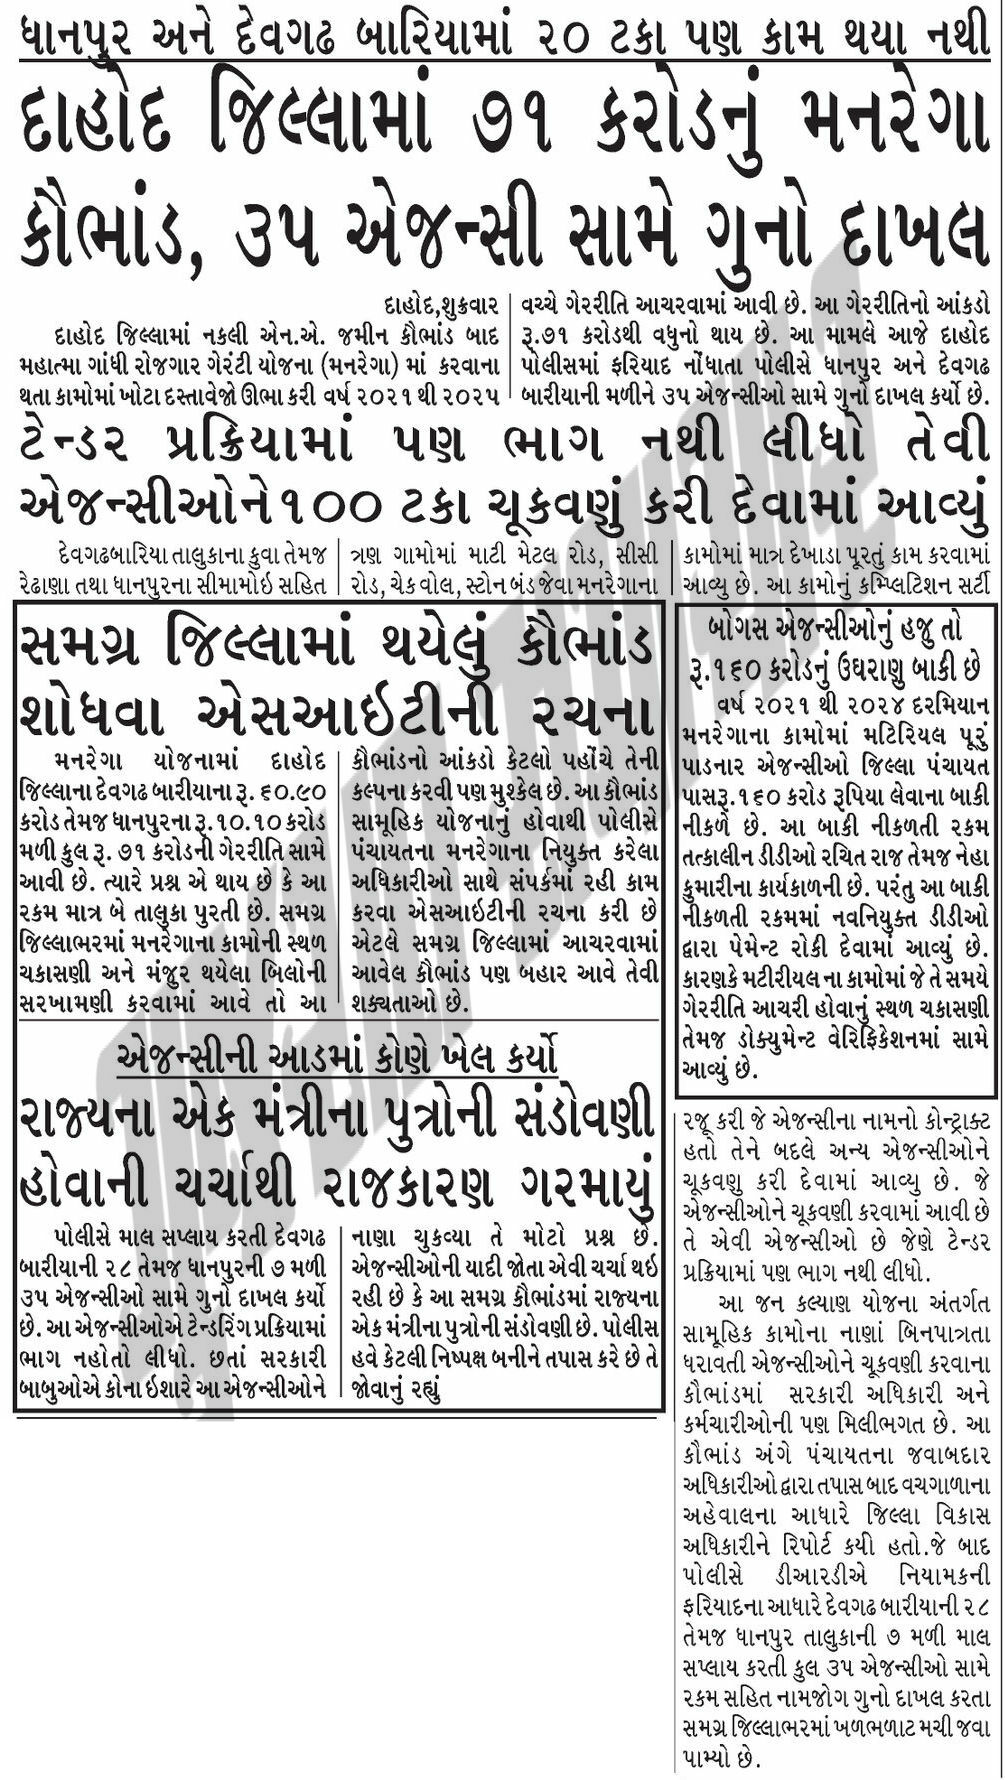 ધાનપુર અને દેવગઢ બારિયામાં ૨૦ ટકા પણ કામ થયા નથી
દાહોદ જિલ્લામાં ૭૧ કરોડનું મનરેગા
કૌભાંડ, ૩૫ એજન્સી સામે ગુનો દાખલ
દાહોદ,શુક્રવાર
દાહોદ જિલ્લામાં નકલી એન.એ. જમીન કૌભાંડ બાદ
મહાત્મા ગાંધી રોજગાર ગેરંટી યોજના (મનરેગા) માં કરવાના
થતા કામોમાં ખોટા દસ્તાવેજો ઊભા કરી વર્ષ ૨૦૨૧ થી ૨૦૨૫
વચ્ચે ગેરરીતિ આચરવામાં આવી છે. આ ગેરરીતિનો આંકડો
રૂ.૭૧ કરોડથી વધુનો થાય છે. આ મામલે આજે દાહોદ
પોલીસમાં ફરિયાદ નોંધાતા પોલીસે ધાનપુર અને દેવગઢ
બારીયાની મળીને ૩૫ એજન્સીઓ સામે ગુનો દાખલ કર્યો છે.
ટેન્ડર પ્રક્રિયામાં પણ ભાગ નથી લીધો તેવી
એજન્સીઓને ૧૦૦ ટકા ચૂકવણું કરી દેવામાં આવ્યું
દેવગઢબારિયા તાલુકાના કુવા તેમજ
રેઢાણા તથા ધાનપુરના સીમામોઇ સહિત
ત્રણ ગામોમાં માટી મેટલ રોડ, સીસી
રોડ, ચેક વોલ, સ્ટોન બંડ જેવા મનરેગાના
કામોમાં માત્ર દેખાડા પૂરતું કામ કરવામાં
આવ્યુ છે. આ કામોનું કમ્પ્લિટિશન સર્ટી
સમગ્ર જિલ્લામાં થયેલું કૌભાંડ
શોધવા એસઆઇટીની રચના
મનરેગા યોજનામાં દાહોદ
જિલ્લાના દેવગઢ બારીયાના રૂ. ૬૦.૯૦
કરોડ તેમજ ધાનપુરના રૂ.૧૦.૧૦ કરોડ
મળી કુલ રૂ. ૭૧ કરોડની ગેરરીતિ સામે
આવી છે. ત્યારે પ્રશ્ન એ થાય છે કે આ
રકમ માત્ર બે તાલુકા પુરતી છે. સમગ્ર
જિલ્લાભરમાં મનરેગાના કામોની સ્થળ
ચકાસણી અને મંજુર થયેલા બિલોની
સરખામણી કરવામાં આવે તો આ
કૌભાંડનો આંકડો કેટલો પહોંચે તેની
કલ્પના કરવી પણ મુશ્કેલ છે. આ કૌભાંડ
સામૂહિક યોજનાનું હોવાથી પોલીસે
પંચાયતના મનરેગાના નિયુક્ત કરેલા
અધિકારીઓ સાથે સંપર્કમાં રહી કામ
કરવા એસઆઇટીની રચના કરી છે
એટલે સમગ્ર જિલ્લામાં આચરવામાં
આવેલ કૌભાંડ પણ બહાર આવે તેવી
શક્યતાઓ છે.
બોગસ એજન્સીઓનું હજુ તો
રૂ.૧૬૦ કરોડનું ઉઘરાણુ બાકી છે
વર્ષ ૨૦૨૧ થી ૨૦૨૪ દરમિયાન
મનરેગાના કામોમાં મટિરિયલ પૂરું
પાડનાર એજન્સીઓ જિલ્લા પંચાયત
પાસરૂ.૧૬૦ કરોડ રૂપિયા લેવાના બાકી
નીકળે છે. આ બાકી નીકળતી રકમ
તત્કાલીન ડીડીઓ રચિત રાજ તેમજ નેહા
કુમારીના કાર્યકાળની છે. પરંતુ આ બાકી
નીકળતી રકમમાં નવનિયુક્ત ડીડીઓ
દ્વારા પેમેન્ટ રોકી દેવામાં આવ્યું છે.
કારણકે મટીરીયલ ના કામોમાં જે તે સમયે
ગેરરીતિ આચરી હોવાનું સ્થળ ચકાસણી
તેમજ ડોક્યુમેન્ટ વેરિફિકેશનમાં સામે
આવ્યું છે.
એજન્સીની આડમાં કોણે ખેલ કર્યો
રાજ્યના એક મંત્રીના પુત્રોની સંડોવણી
હોવાની ચર્ચાથી રાજકારણ ગરમાયું
પોલીસે માલ સપ્લાય કરતી દેવગઢ
બારીયાની ૨૮ તેમજ ધાનપુરની ૭ મળી
૩૫ એજન્સીઓ સામે ગુનો દાખલ કર્યો
છે. આ એજન્સીઓએ ટેન્ડરિંગ પ્રક્રિયામાં
ભાગ નહોતો લીધો. છતાં સરકારી
બાબુઓએ કોના ઇશારે આ એજન્સીઓને
નાણા ચુકવ્યા તે મોટો પ્રશ્ન છે.
એજન્સીઓની યાદી જોતા એવી ચર્ચા થઇ
રહી છે કે આ સમગ્ર કૌભાંડમાં રાજ્યના
એક મંત્રીના પુત્રોની સંડોવણી છે. પોલીસ
હવે કેટલી નિષ્પક્ષ બનીને તપાસ કરે છે તે
જોવાનું રહ્યું
રજૂ કરી જે એજન્સીના નામનો કોન્ટ્રાક્ટ
હતો તેને બદલે અન્ય એજન્સીઓને
ચૂકવણુ કરી દેવામાં આવ્યુ છે. જે
એજન્સીઓને ચૂકવણી કરવામાં આવી છે
તે એવી એજન્સીઓ છે જેણે ટેન્ડર
પ્રક્રિયામાં પણ ભાગ નથી લીધો.
આ જન કલ્યાણ યોજના અંતર્ગત
સામૂહિક કામોના નાણાં બિનપાત્રતા
ધરાવતી એજન્સીઓને ચૂકવણી કરવાના
કૌભાંડમાં સરકારી અધિકારી અને
કર્મચારીઓની પણ મિલીભગત છે. આ
કૌભાંડ અંગે પંચાયતના જવાબદાર
અધિકારીઓ દ્વારા તપાસ બાદ વચગાળાના
અહેવાલના આધારે જિલ્લા વિકાસ
અધિકારીને રિપોર્ટ કયી હતો.જે બાદ
પોલીસે ડીઆરડીએ નિયામકની
ફરિયાદના આધારે દેવગઢ બારીયાની ૨૮
તેમજ ધાનપુર તાલુકાની ૭ મળી માલ
સપ્લાય કરતી કુલ ૩૫ એજન્સીઓ સામે
રકમ સહિત નામજોગ ગુનો દાખલ કરતા
સમગ્ર જિલ્લાભરમાં ખળભળાટ મચી જવા
પામ્યો છે.